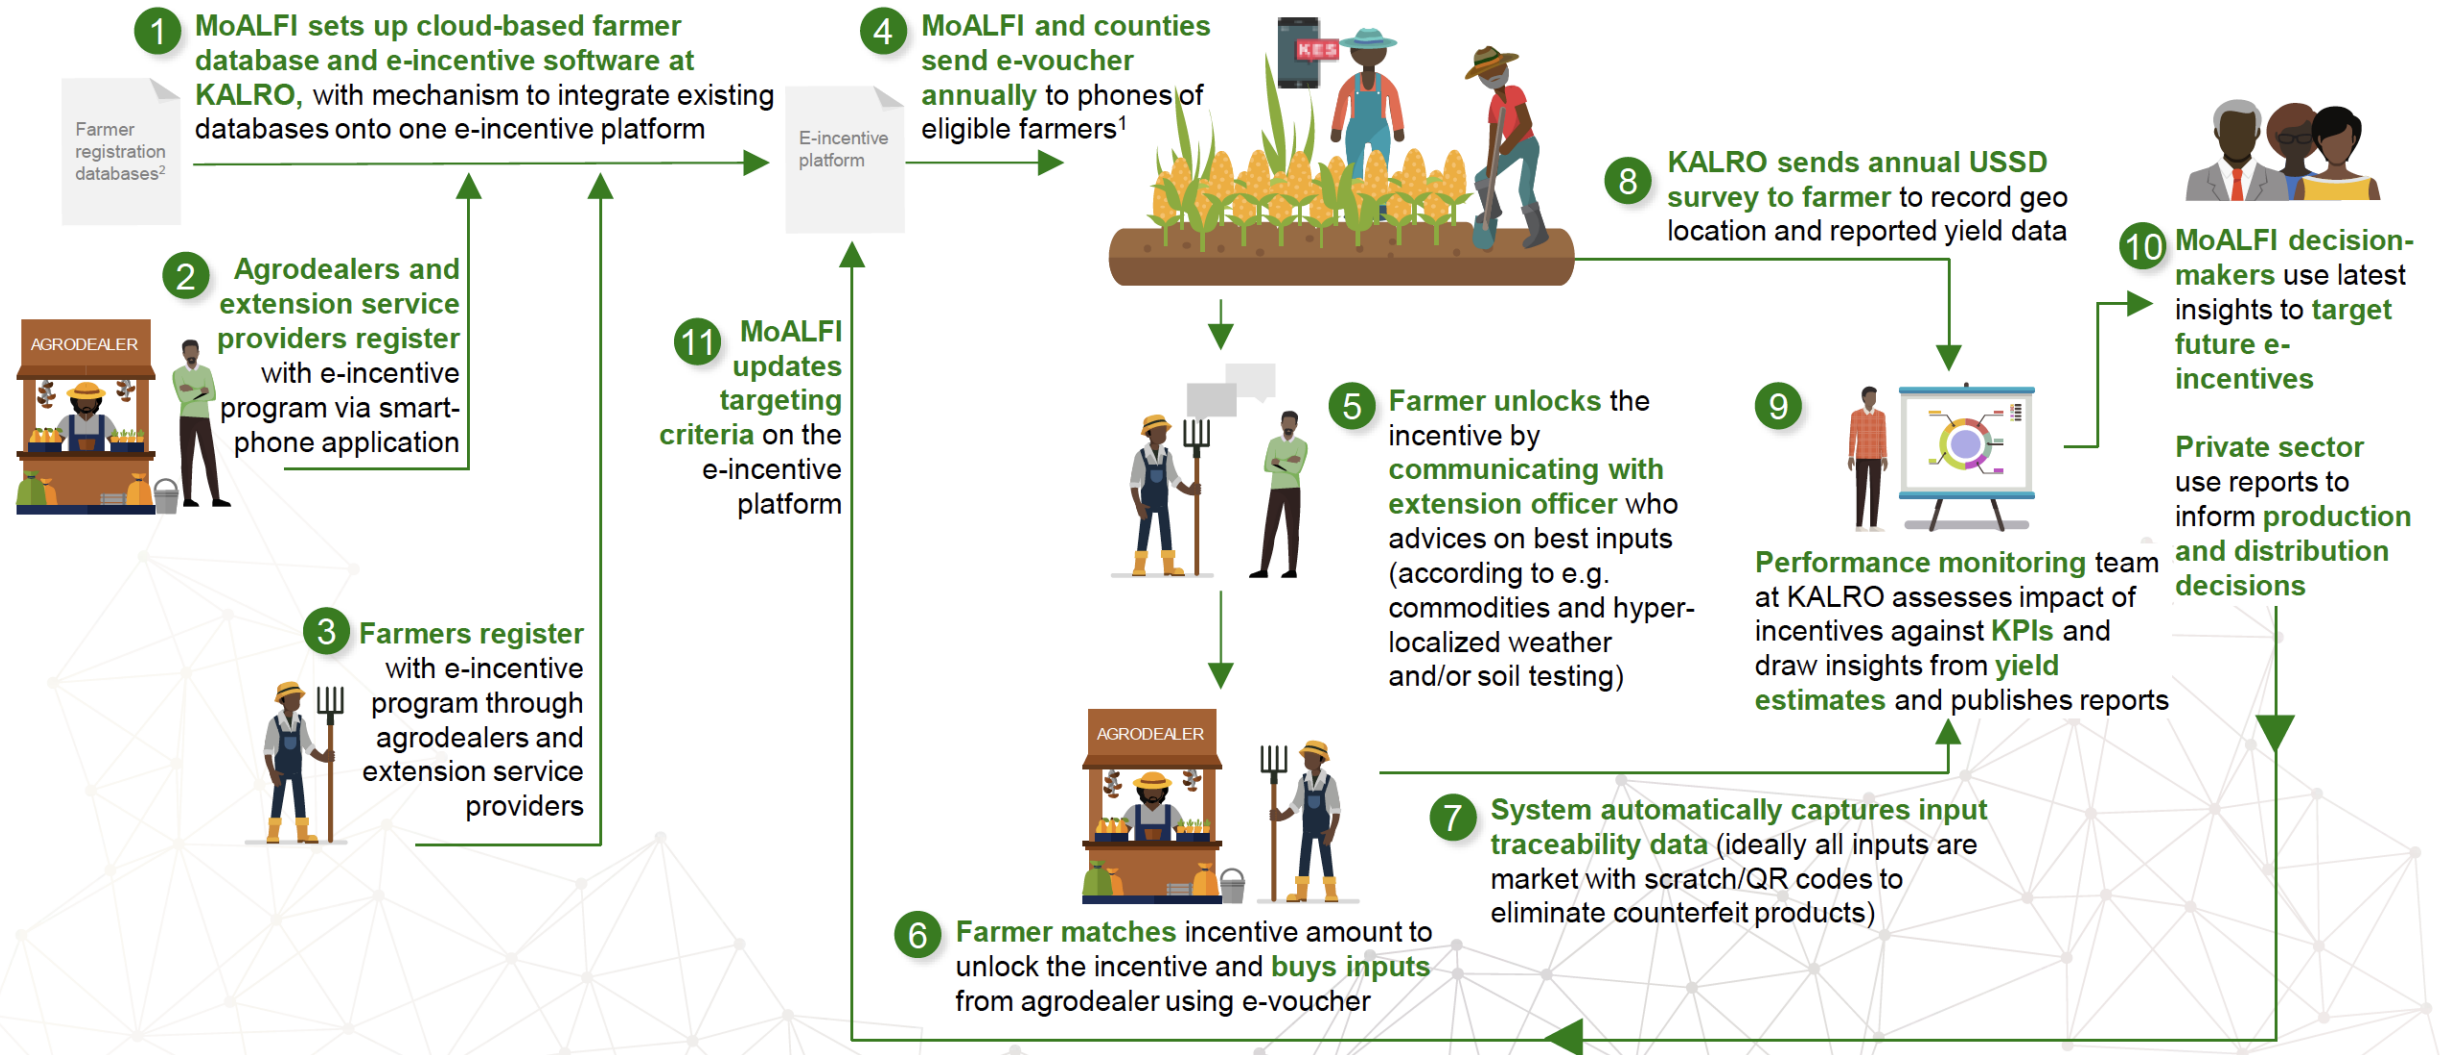 1
MoALFI sets up cloud-based farmer
database and e-incentive software at
KALRO, with mechanism to integrate existing
databases onto one e-incentive platform
Farmer
registration
databases2
2
Agrodealers and
extension service
providers register
with e-incentive
program via smart-
phone application
AGRODEALER
3
Farmers register
with e-incentive
program through
agrodealers and
extension service
providers
E-incentive
platform
4
MoALFI and counties
send e-voucher
annually to phones of
eligible farmers1
KES
5
Farmer unlocks the
incentive by
communicating with
extension officer who
advices on best inputs
(according to e.g.
commodities and hyper-
localized weather
and/or soil testing)
AGRODEALER
6
Farmer matches incentive amount to
unlock the incentive and buys inputs
from agrodealer using e-voucher
7
System automatically captures input
traceability data (ideally all inputs are
market with scratch/QR codes to
eliminate counterfeit products)
8
KALRO sends annual USSD
survey to farmer to record geo
location and reported yield data
9
Performance monitoring team
at KALRO assesses impact of
incentives against KPIs and
draw insights from yield
estimates and publishes reports
10
MoALFI decision-
makers use latest
insights to target
future e-
incentives
Private sector
use reports to
inform production
and distribution
decisions
11
MoALFI
updates
targeting
criteria on the
e-incentive
platform